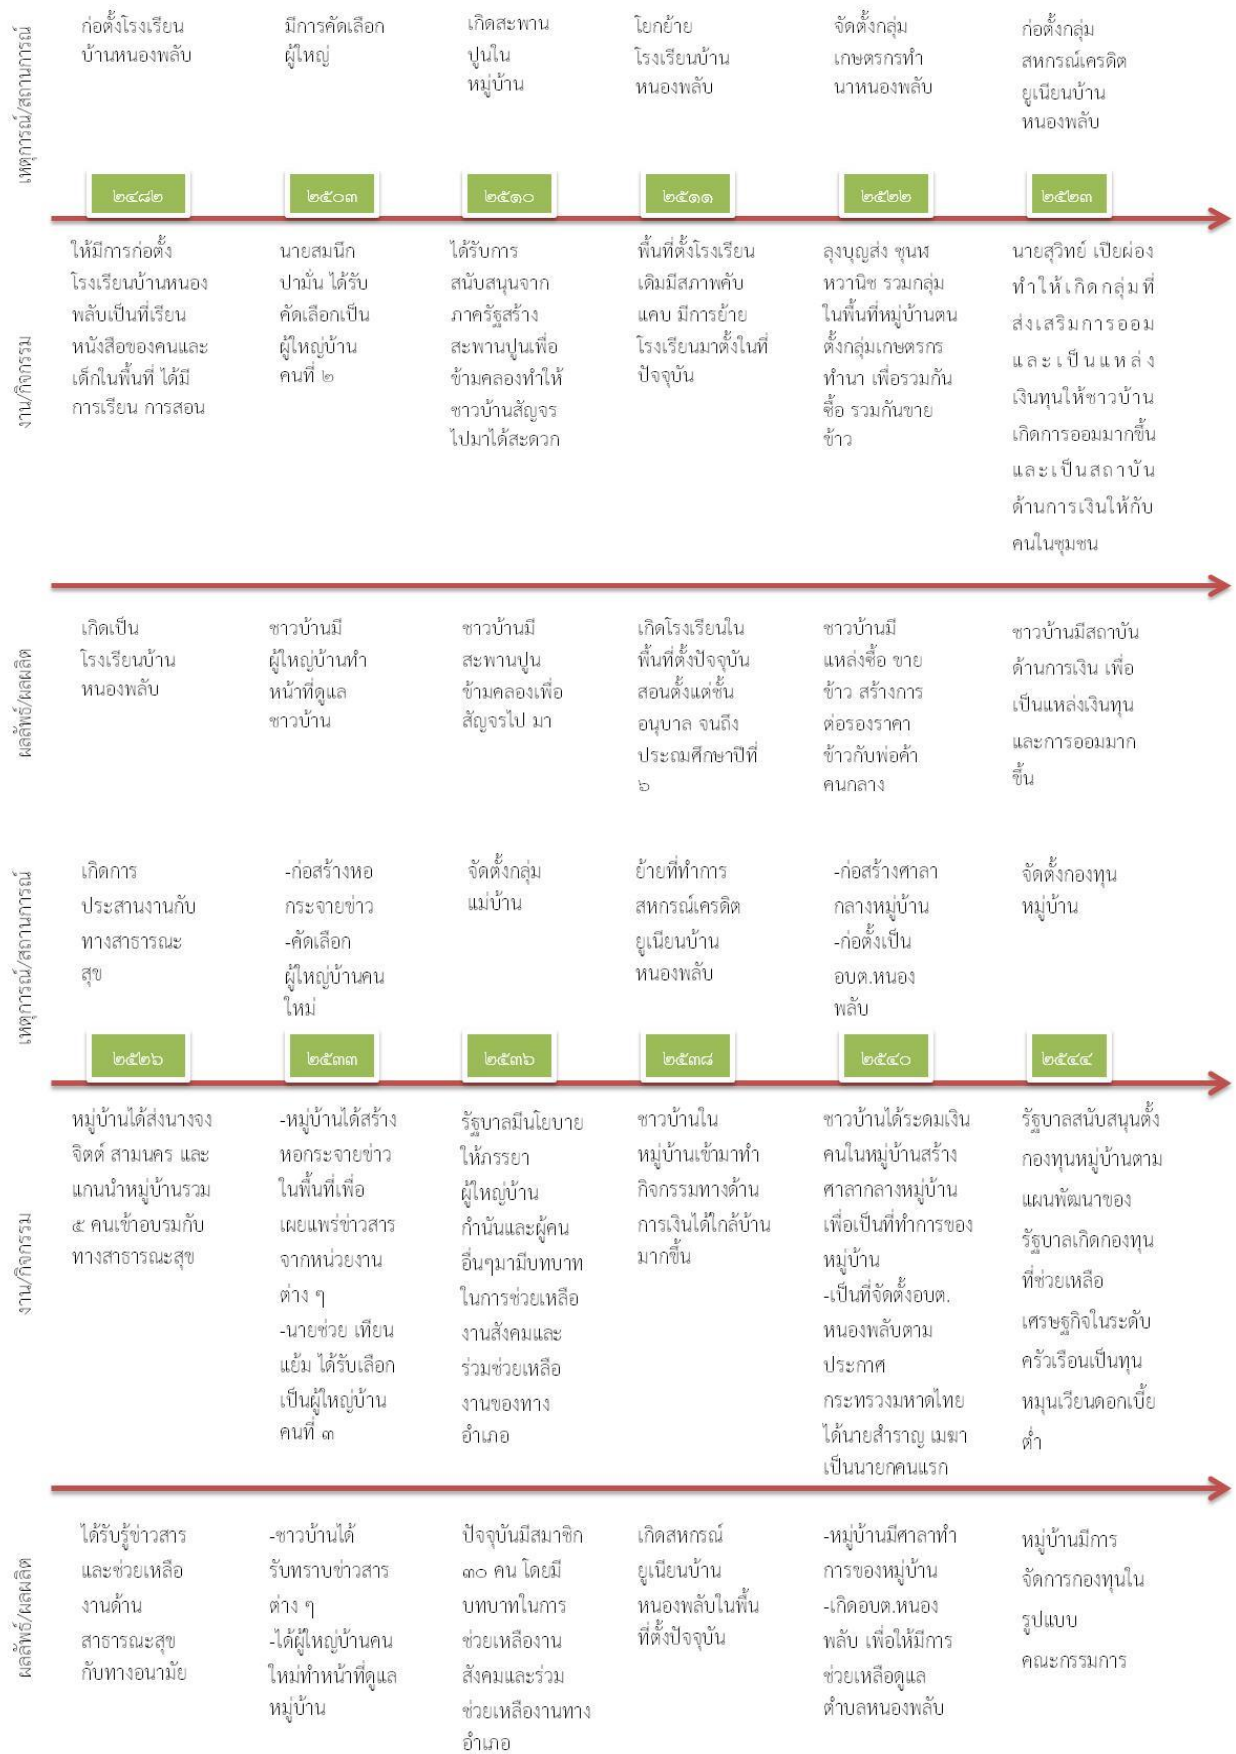 เหตุการณ์/สถานการณ์
ก่อตั้งโรงเรียน
บ้านหนองพลับ
มีการคัดเลือก
ผู้ใหญ่
เกิดสะพาน
ปูนใน
หมู่บ้าน
โยกย้าย
โรงเรียนบ้าน
หนองพลับ
จัดตั้งกลุ่ม
เกษตรกรทำ
นาหนองพลับ
ก่อตั้งกลุ่ม
สหกรณ์เครดิต
ยูเนียนบ้าน
หนองพลับ
๒๔๘๒
๒๕๐๓
๒๕๑๐
๒๕๑๑
๒๕๒๒
๒๕๒๓
งาน/กิจกรรม
ให้มีการก่อตั้ง
โรงเรียนบ้านหนอง
พลับเป็นที่เรียน
หนังสือของคนและ
เด็กในพื้นที่ ได้มี
การเรียน การสอน
นายสมนึก
ปามั่น ได้รับ
คัดเลือกเป็น
ผู้ใหญ่บ้าน
คนที่ ๒
ได้รับการ
สนับสนุนจาก
ภาครัฐสร้าง
สะพานปูนเพื่อ
ข้ามคลองทำให้
ชาวบ้านสัญจร
ไปมาได้สะดวก
พื้นที่ตั้งโรงเรียน
เดิมมีสภาพคับ
แคบ มีการย้าย
โรงเรียนมาตั้งในที่
ปัจจุบัน
ลุงบุญส่ง ชุนห
หวานิช รวมกลุ่ม
ในพื้นที่หมู่บ้านตน
ตั้งกลุ่มเกษตรกร
ทำนา เพื่อรวมกัน
ซื้อ รวมกันขาย
ข้าว
นายสุวิทย์ เปียผ่อง
ทำให้เกิดกลุ่มที่
ส่งเสริมการออม
และเป็นแหล่ง
เงินทุนให้ชาวบ้าน
เกิดการออมมากขึ้น
และเป็นสถาบัน
ด้านการเงินให้กับ
คนในชุมชน
ผลลัพธ์/ผลผลิต
เกิดเป็น
โรงเรียนบ้าน
หนองพลับ
ชาวบ้านมี
ผู้ใหญ่บ้านทำ
หน้าที่ดูแล
ชาวบ้าน
ชาวบ้านมี
สะพานปูน
ข้ามคลองเพื่อ
สัญจรไป มา
เกิดโรงเรียนใน
พื้นที่ตั้งปัจจุบัน
สอนตั้งแต่ชั้น
อนุบาล จนถึง
ประถมศึกษาปีที่
๖
ชาวบ้านมี
แหล่งซื้อ ขาย
ข้าว สร้างการ
ต่อรองราคา
ข้าวกับพ่อค้า
คนกลาง
ชาวบ้านมีสถาบัน
ด้านการเงิน เพื่อ
เป็นแหล่งเงินทุน
และการออมมาก
ขึ้น
เหตุการณ์/สถานการณ์
เกิดการ
ประสานงานกับ
ทางสาธารณะ
สุข
-ก่อสร้างหอ
กระจายข่าว
-คัดเลือก
ผู้ใหญ่บ้านคน
ใหม่
จัดตั้งกลุ่ม
แม่บ้าน
ย้ายที่ทำการ
สหกรณ์เครดิต
ยูเนียนบ้าน
หนองพลับ
-ก่อสร้างศาลา
กลางหมู่บ้าน
-ก่อตั้งเป็น
อบต.หนอง
พลับ
จัดตั้งกองทุน
หมู่บ้าน
๒๕๒๖
๒๕๓๓
๒๕๓๖
๒๕๓๘
๒๕๔๐
๒๕๔๔
งาน/กิจกรรม
หมู่บ้านได้ส่งนางจง
จิตต์ สามนคร และ
แกนนำหมู่บ้านรวม
๕ คนเข้าอบรมกับ
ทางสาธารณะสุข
-หมู่บ้านได้สร้าง
หอกระจายข่าว
ในพื้นที่เพื่อ
เผยแพร่ข่าวสาร
จากหน่วยงาน
ต่าง ๆ
-นายช่วย เทียน
แย้ม ได้รับเลือก
เป็นผู้ใหญ่บ้าน
คนที่ ๓
รัฐบาลมีนโยบาย
ให้ภรรยา
ผู้ใหญ่บ้าน
กำนันและผู้คน
อื่นๆมามีบทบาท
ในการช่วยเหลือ
งานสังคมและ
ร่วมช่วยเหลือ
งานของทาง
อำเภอ
ชาวบ้านใน
หมู่บ้านเข้ามาทำ
กิจกรรมทางด้าน
การเงินได้ใกล้บ้าน
มากขึ้น
ชาวบ้านได้ระดมเงิน
คนในหมู่บ้านสร้าง
ศาลากลางหมู่บ้าน
เพื่อเป็นที่ทำการของ
หมู่บ้าน
-เป็นที่จัดตั้งอบต.
หนองพลับตาม
ประกาศ
กระทรวงมหาดไทย
ได้นายสำราญ เมฆา
เป็นนายกคนแรก
รัฐบาลสนับสนุนตั้ง
กองทุนหมู่บ้านตาม
แผนพัฒนาของ
รัฐบาลเกิดกองทุน
ที่ช่วยเหลือ
เศรษฐกิจในระดับ
ครัวเรือนเป็นทุน
หมุนเวียนดอกเบี้ย
ต่ำ
ผลลัพธ์/ผลผลิต
ได้รับรู้ข่าวสาร
และช่วยเหลือ
งานด้าน
สาธารณะสุข
กับทางอนามัย
-ชาวบ้านได้
รับทราบข่าวสาร
ต่าง ๆ
-ได้ผู้ใหญ่บ้านคน
ใหม่ทำหน้าที่ดูแล
หมู่บ้าน
ปัจจุบันมีสมาชิก
๓๐ คน โดยมี
บทบาทในการ
ช่วยเหลืองาน
สังคมและร่วม
ช่วยเหลืองานทาง
อำเภอ
เกิดสหกรณ์
ยูเนียนบ้าน
หนองพลับในพื้น
ที่ตั้งปัจจุบัน
-หมู่บ้านมีศาลาทำ
การของหมู่บ้าน
-เกิดอบต.หนอง
พลับ เพื่อให้มีการ
ช่วยเหลือดูแล
ตำบลหนองพลับ
หมู่บ้านมีการ
จัดการกองทุนใน
รูปแบบ
คณะกรรมการ